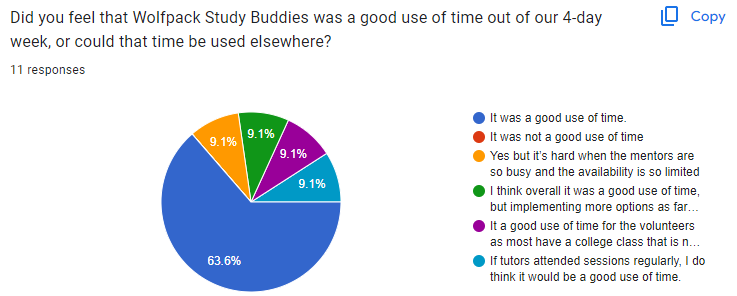 Did you feel that Wolfpack Study Buddies was a good use of time out of our 4-day
week, or could that time be used elsewhere?
Copy
11 responses
9.1%
9.1%
9.1%
9.1%
63.6%
It was a good use of time.
It was not a good use of time
Yes but it's hard when the mentors are
so busy and the availability is so limited
I think overall it was a good use of time,
but implementing more options as far...
It a good use of time for the volunteers
as most have a college class that is n...
If tutors attended sessions regularly, I do
think it would be a good use of time.